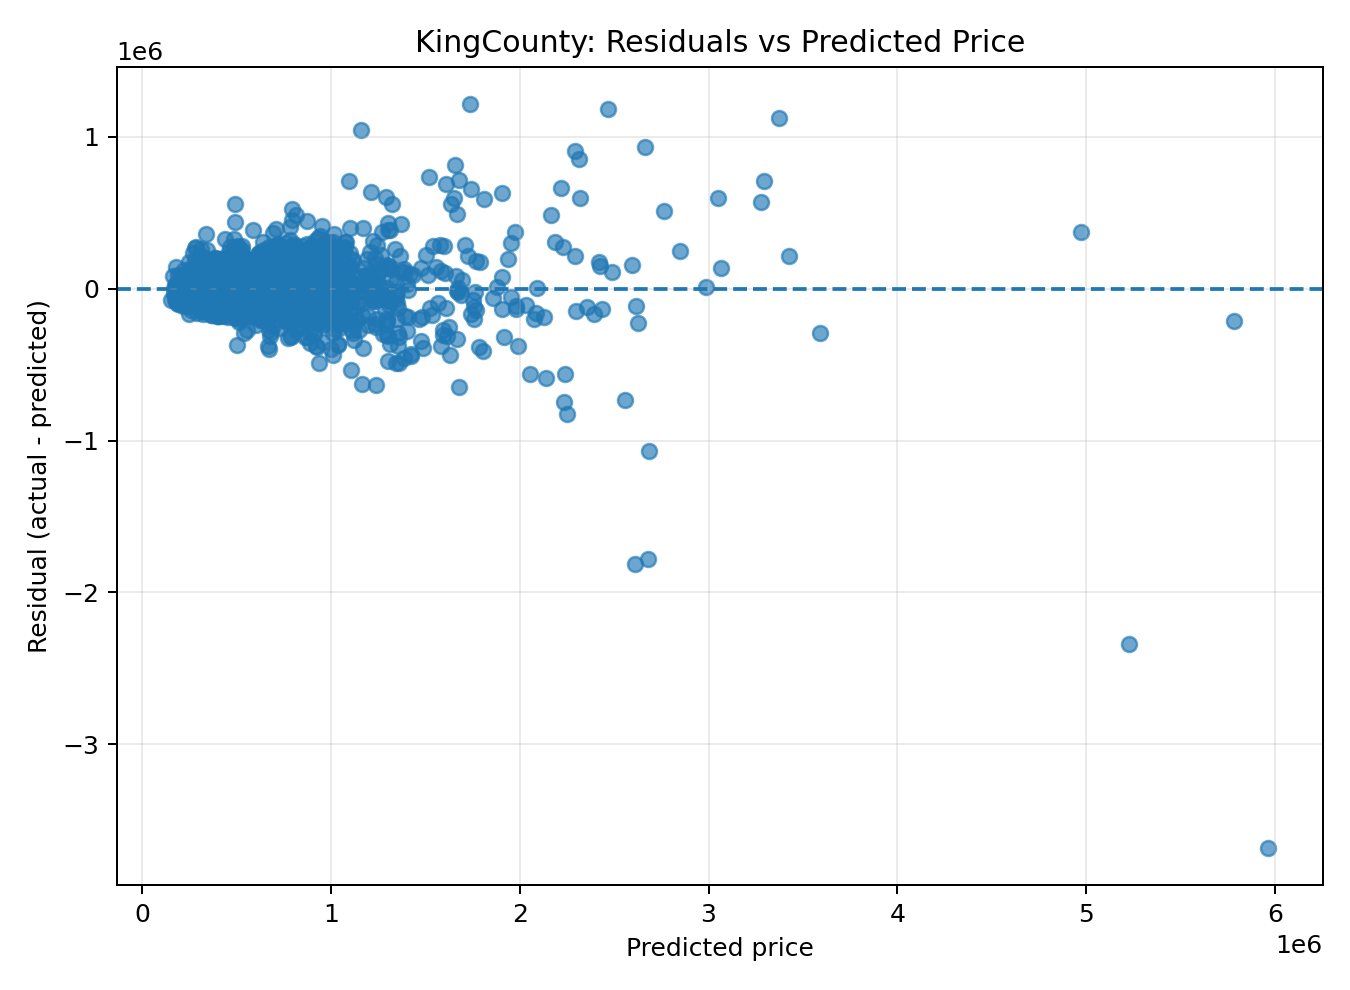 KingCounty: Residuals vs Predicted Price
1e6
1
0
−1
−2
−3
Residual (actual - predicted)
0 1 2 3 4 5 6
1e6
Predicted price